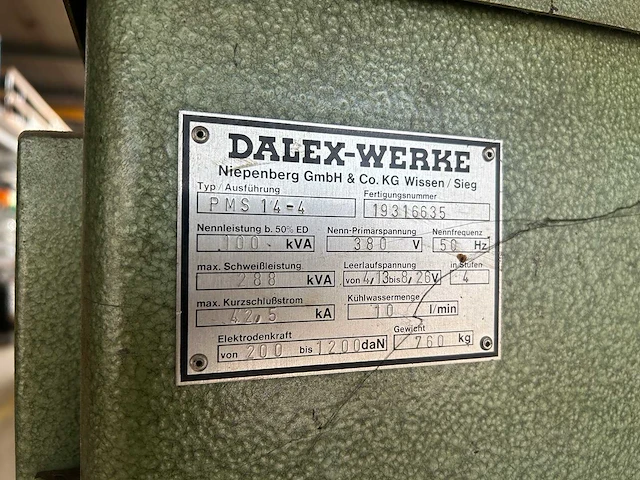 DALEX-WERKE
Niepenberg GmbH & Co. KG Wissen/Sieg
Typ/Ausführung Fertigungsnummer
PMS 14-4 19316635
Nennleistung b. 50% ED Nenn-Primärspannung Nennfrequenz
100 kVA 380 V 50 Hz
max. Schweißleistung Leerlaufspannung in Stufen
288 kVA von 4,13 bis 8,26 V 4
max. Kurzschlußstrom Kühlwassermenge
42,5 kA 10 l/min
Elektrodenkraft Gewicht
von 200 bis 1200 daN 760 kg